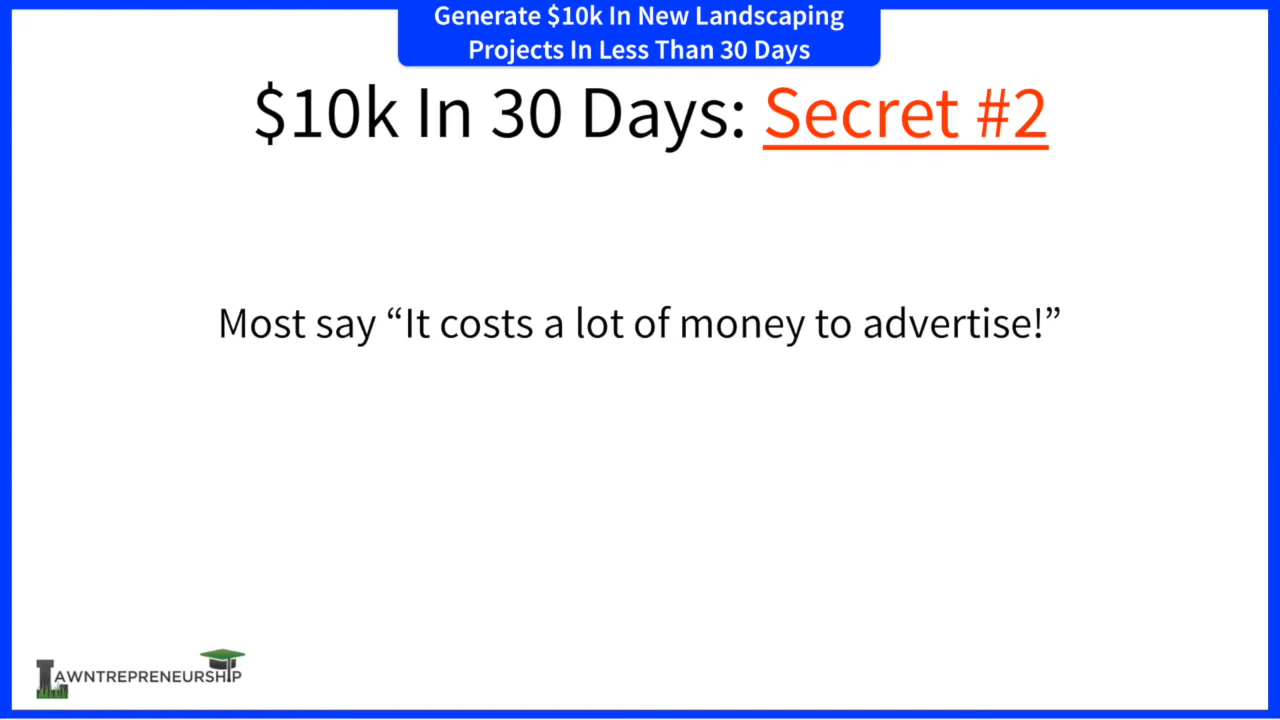 Generate $10k In New Landscaping
Projects In Less Than 30 Days
$10k In 30 Days: Secret #2
Most say “It costs a lot of money to advertise!”
LAWNTREPRENEURSHIP